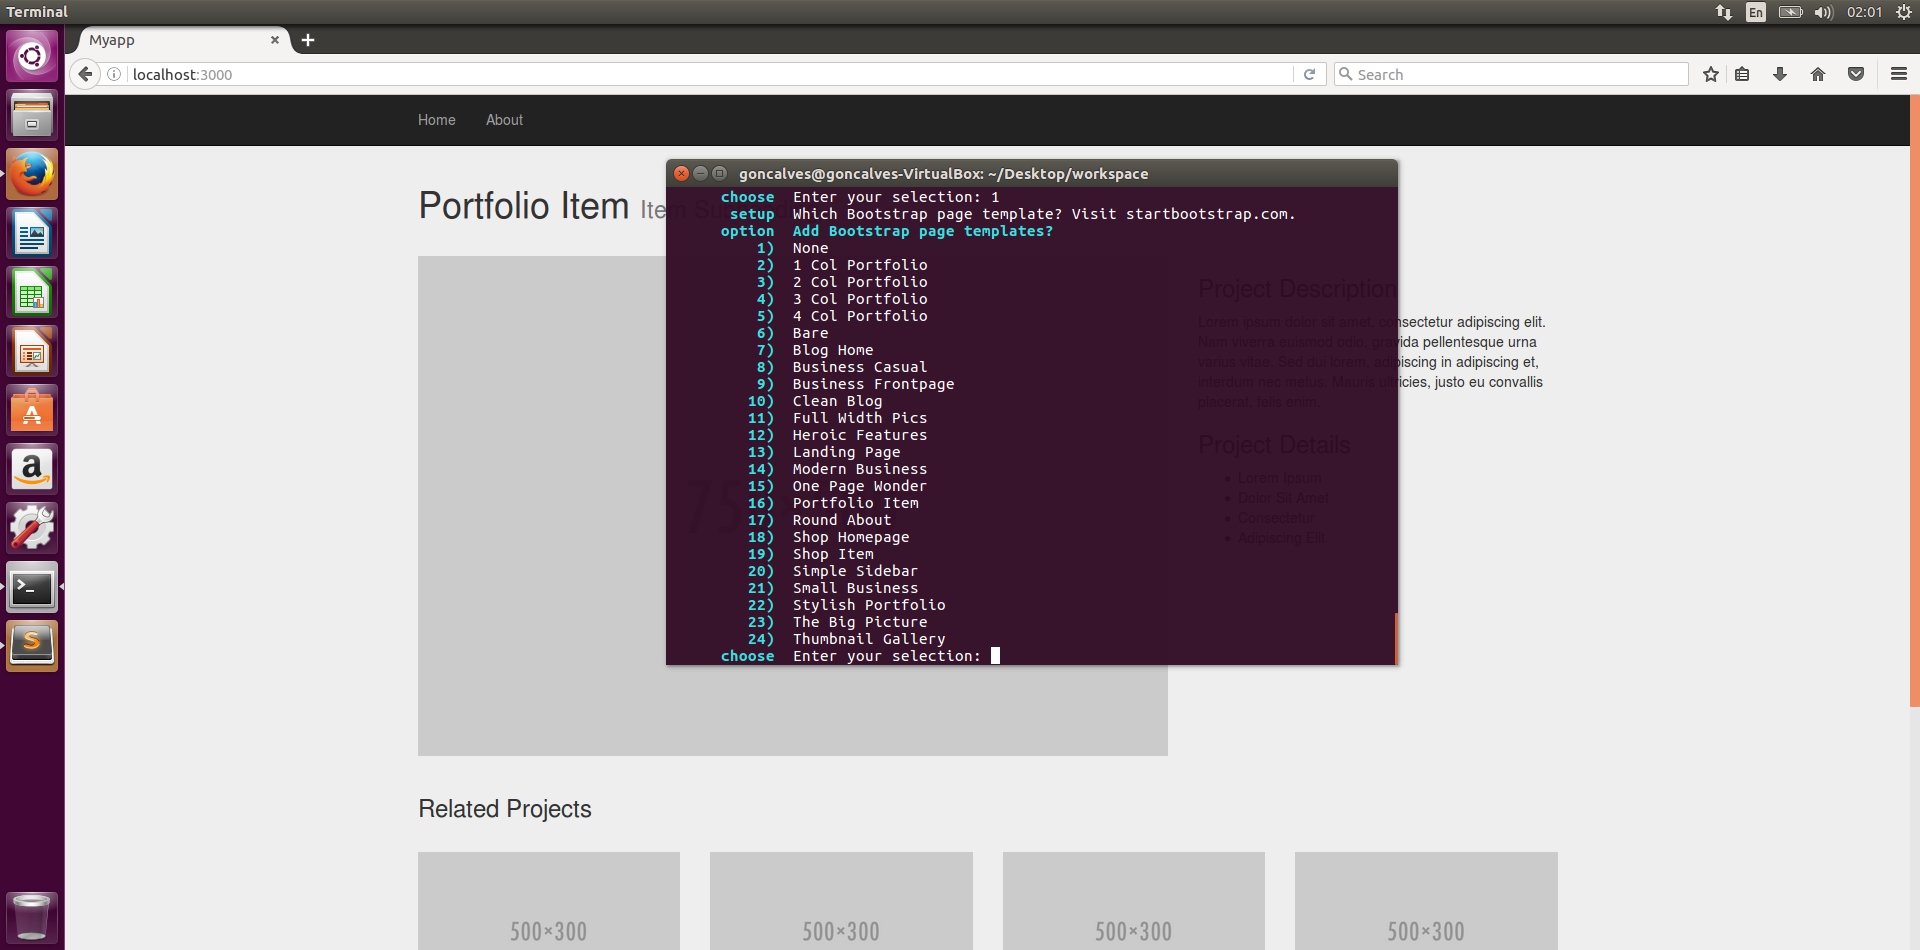 Terminal
En
02:01
Myapp
localhost:3000
Search
Home
About
goncalves@goncalves-VirtualBox: ~/Desktop/workspace
choose Enter your selection: 1
setup Which Bootstrap page template? Visit startbootstrap.com.
option Add Bootstrap page templates?
1) None
2) 1 Col Portfolio
3) 2 Col Portfolio
4) 3 Col Portfolio
5) 4 Col Portfolio
6) Bare
7) Blog Home
8) Business Casual
9) Business Frontpage
10) Clean Blog
11) Full Width Pics
12) Heroic Features
13) Landing Page
14) Modern Business
15) One Page Wonder
16) Portfolio Item
17) Round About
18) Shop Homepage
19) Shop Item
20) Simple Sidebar
21) Small Business
22) Stylish Portfolio
23) The Big Picture
24) Thumbnail Gallery
choose Enter your selection:
Portfolio Item Item
75
Project Description
Lorem ipsum dolor sit amet, consectetur adipiscing elit.
Nam viverra euismod odio, gravida pellentesque urna
varius vitae. Sed dui lorem, adipiscing in adipiscing et,
interdum nec metus. Mauris ultricies, justo eu convallis
placerat, felis enim.
Project Details
Lorem Ipsum
Dolor Sit Amet
Consectetur
Adipiscing Elit
Related Projects
500×300
500×300
500×300
500×300